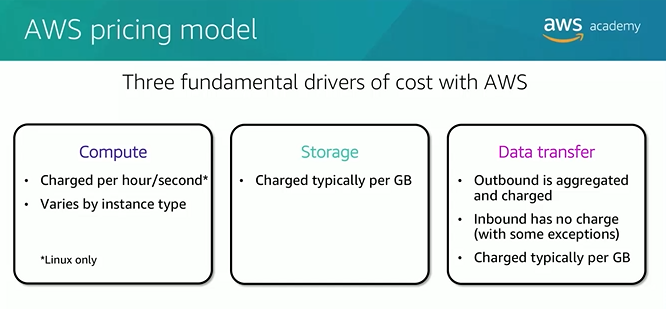 AWS pricing model
aws academy
Three fundamental drivers of cost with AWS
Compute
• Charged per hour/second*
• Varies by instance type
*Linux only
Storage
• Charged typically per GB
Data transfer
• Outbound is aggregated
and charged
• Inbound has no charge
(with some exceptions)
• Charged typically per GB